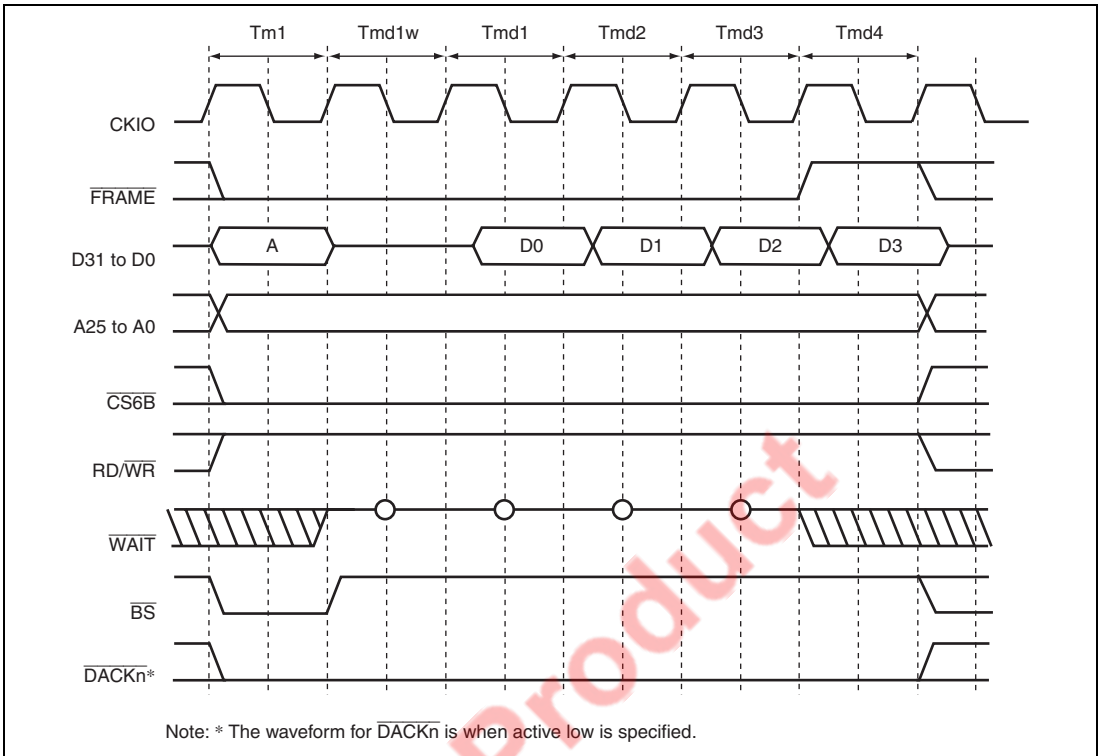 Tm1 Tmd1w Tmd1 Tmd2 Tmd3 Tmd4
CKIO
FRAME
D31 to D0 A D0 D1 D2 D3
A25 to A0
CS6B
RD/WR
WAIT
BS
DACKn*
Note: * The waveform for DACKn is when active low is specified.
Product